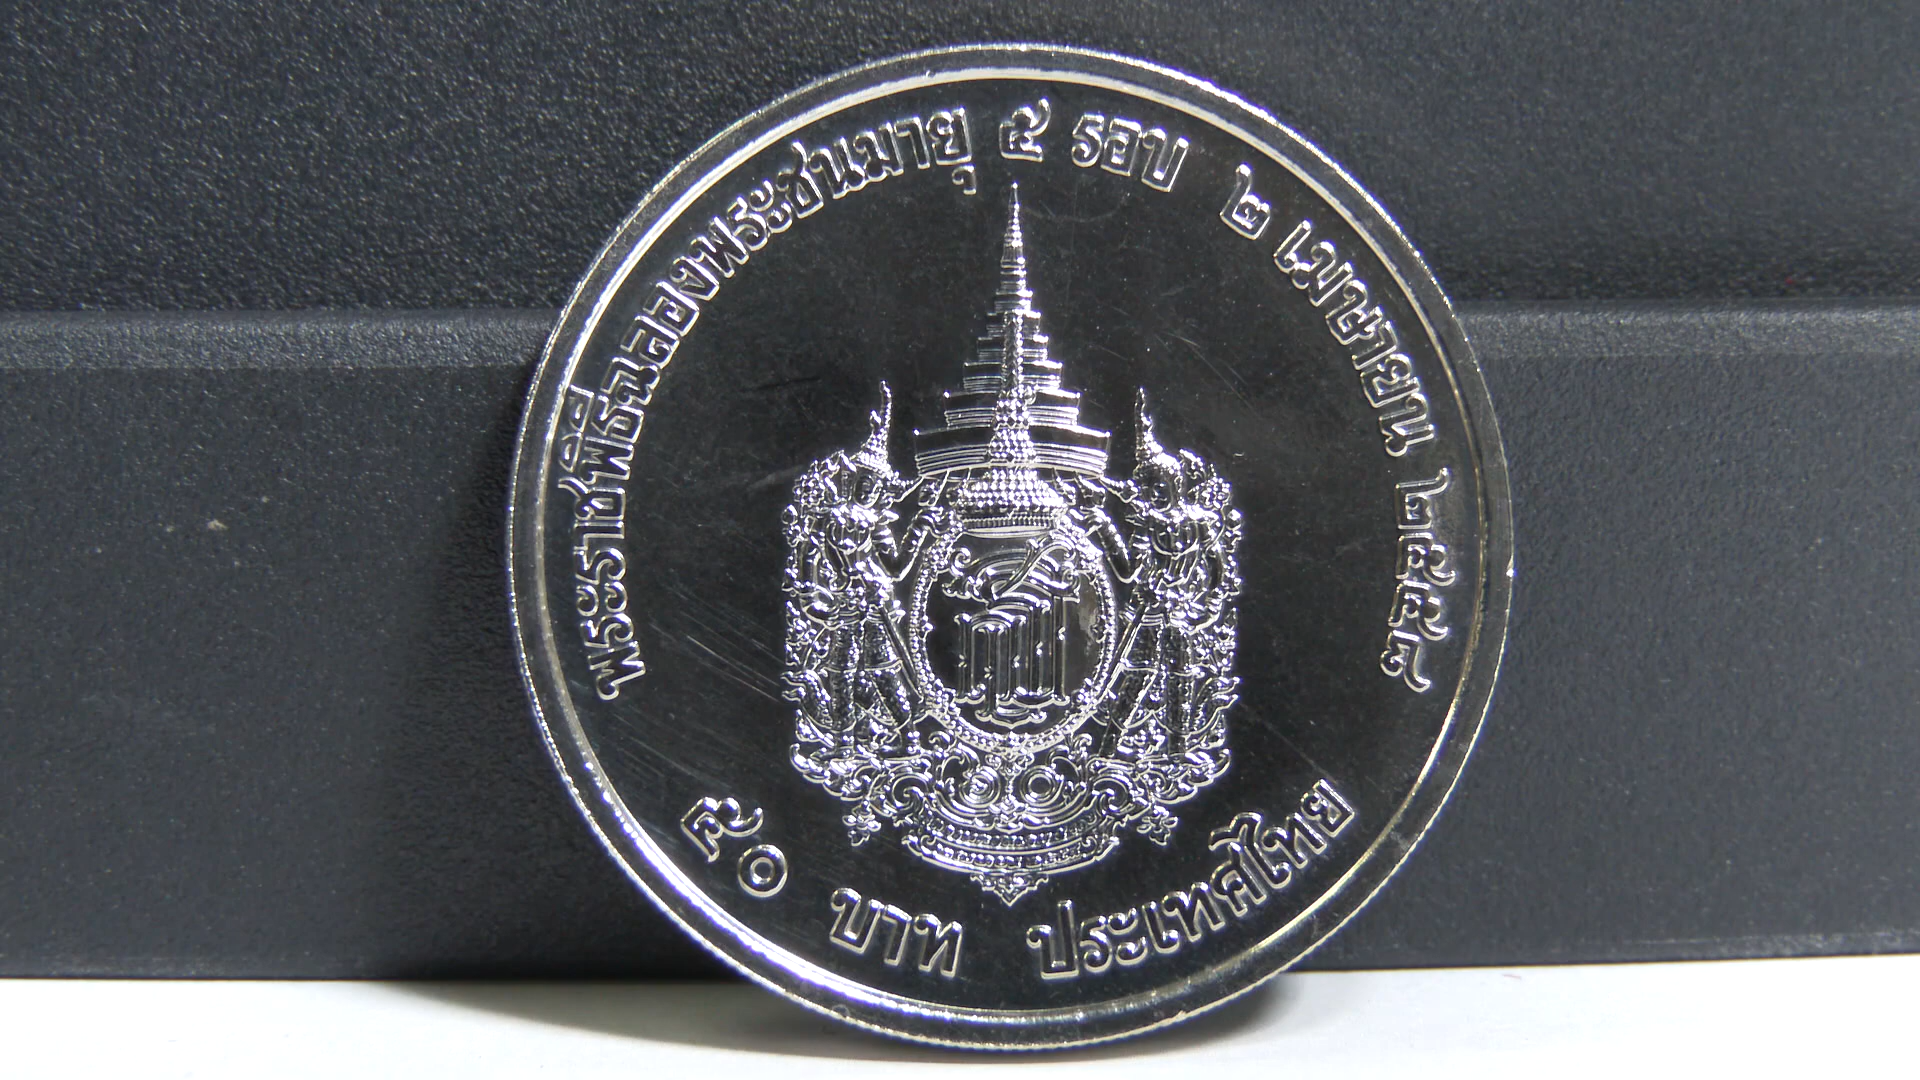 พระราชพิธีฉลองพระชนมายุ ๕ รอบ ๒ เมษายน ๒๕๕๘
๕๐ บาท ประเทศไทย